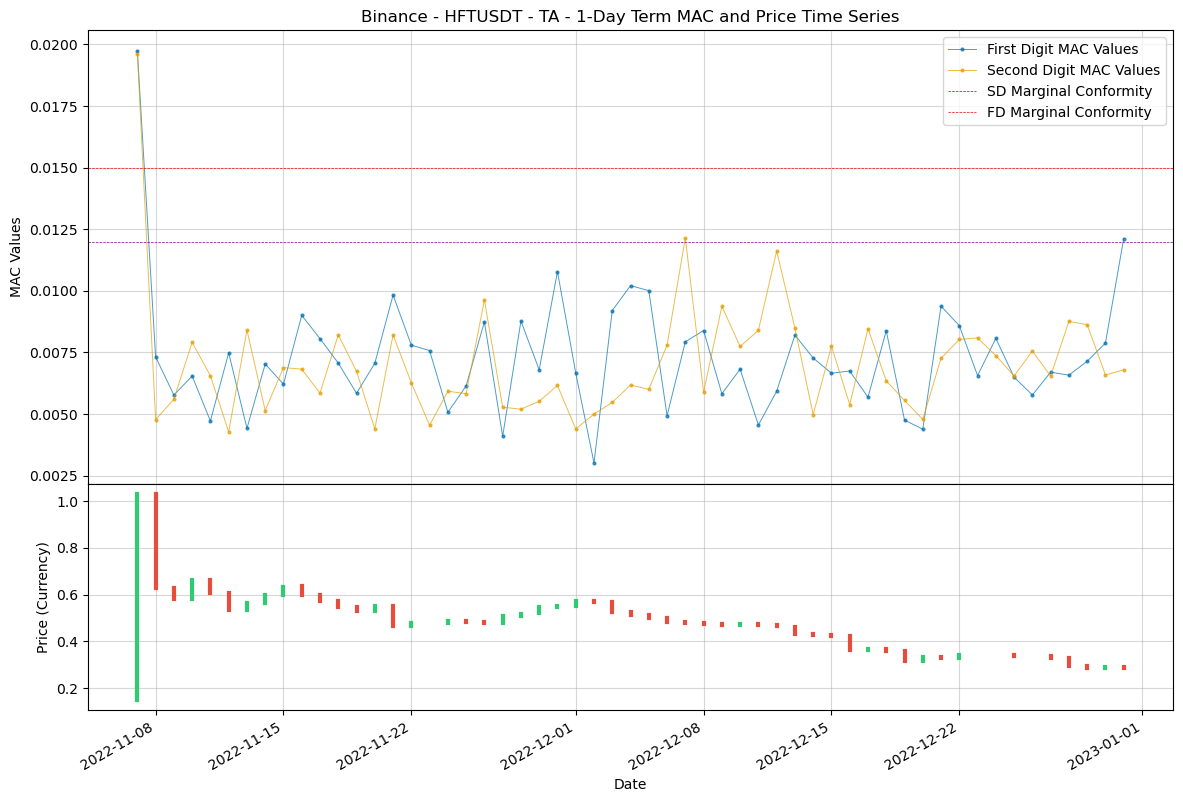 Binance - HFTUSDT - TA - 1-Day Term MAC and Price Time Series
First Digit MAC Values
Second Digit MAC Values
SD Marginal Conformity
FD Marginal Conformity
MAC Values
0.0200
0.0175
0.0150
0.0125
0.0100
0.0075
0.0050
0.0025
Price (Currency)
1.0
0.8
0.6
0.4
0.2
2022-11-08
2022-11-15
2022-11-22
2022-12-01
2022-12-08
2022-12-15
2022-12-22
2023-01-01
Date